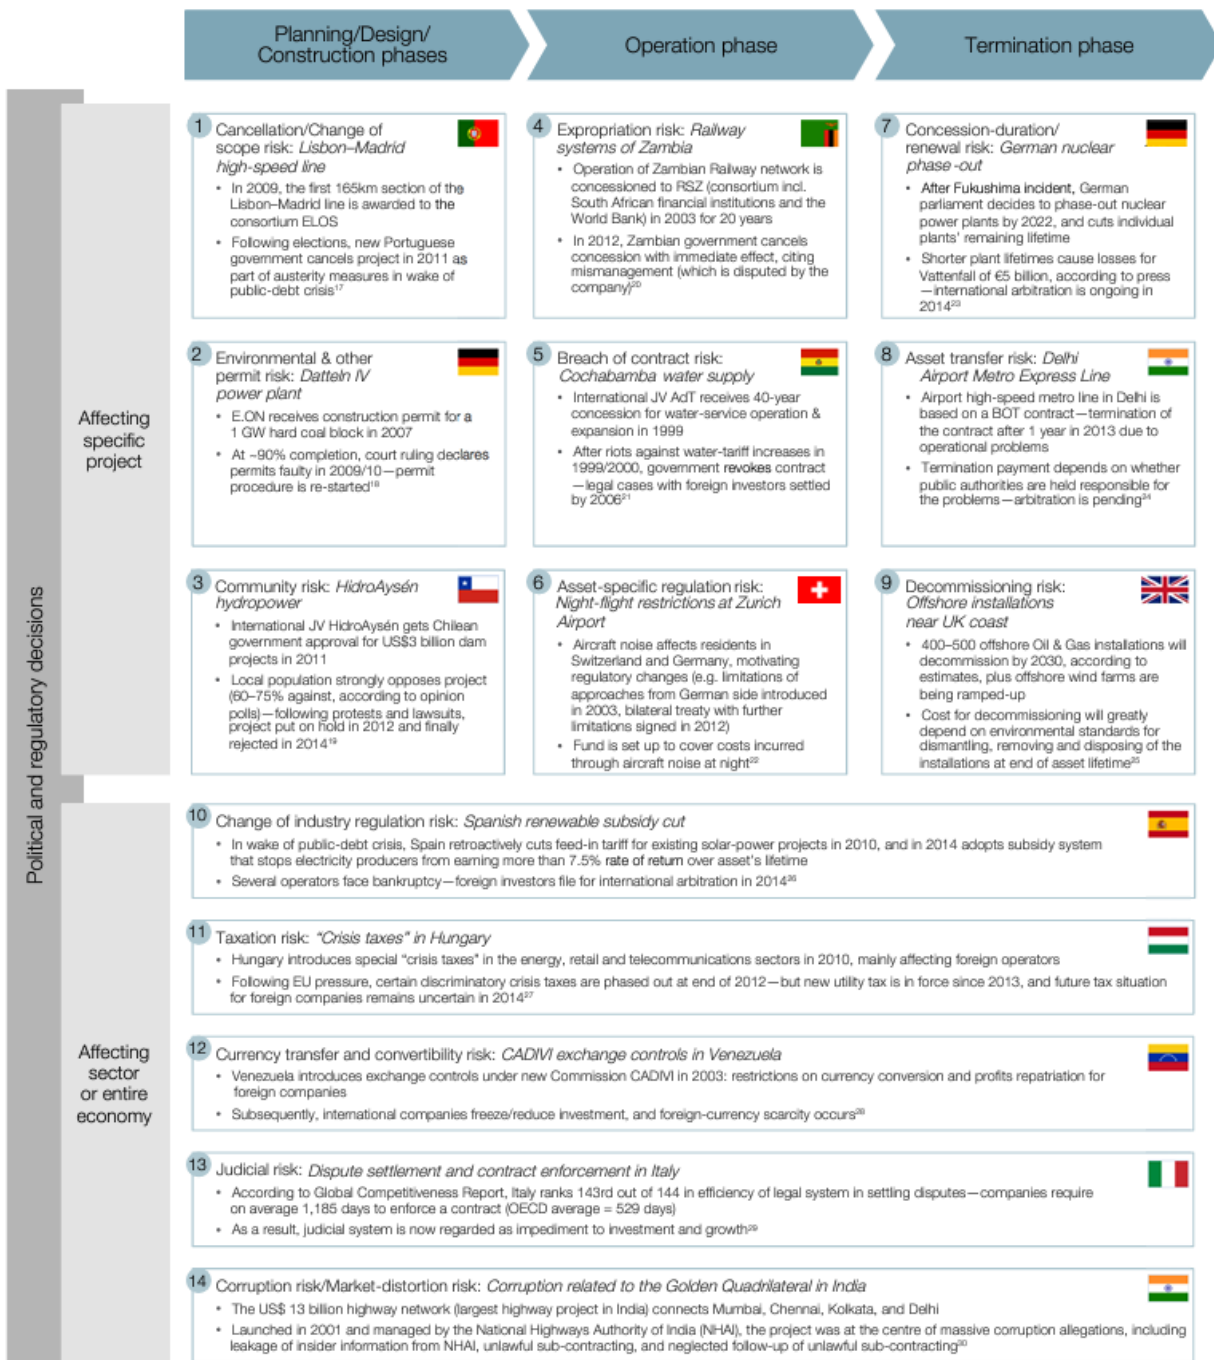 Planning/Design/
Construction phases
Operation phase
Termination phase
Political and regulatory decisions
Affecting
specific
project
1
Cancellation/Change of
scope risk: Lisbon–Madrid
high-speed line
• In 2009, the first 165km section of the
Lisbon–Madrid line is awarded to the
consortium ELOS
• Following elections, new Portuguese
government cancels project in 2011 as
part of austerity measures in wake of
public-debt crisis17
4
Expropriation risk: Railway
systems of Zambia
• Operation of Zambian Railway network is
concessioned to RSZ (consortium incl.
South African financial institutions and the
World Bank) in 2003 for 20 years
• In 2012, Zambian government cancels
concession with immediate effect, citing
mismanagement (which is disputed by the
company)20
7
Concession-duration/
renewal risk: German nuclear
phase-out
• After Fukushima incident, German
parliament decides to phase-out nuclear
power plants by 2022, and cuts individual
plants' remaining lifetime
• Shorter plant lifetimes cause losses for
Vattenfall of €5 billion, according to press
—international arbitration is ongoing in
201423
2
Environmental & other
permit risk: Datteln IV
power plant
• E.ON receives construction permit for a
1 GW hard coal block in 2007
• At ~90% completion, court ruling declares
permits faulty in 2009/10—permit
procedure is re-started18
5
Breach of contract risk:
Cochabamba water supply
• International JV AdT receives 40-year
concession for water-service operation &
expansion in 1999
• After riots against water-tariff increases in
1999/2000, government revokes contract
—legal cases with foreign investors settled
by 200621
8
Asset transfer risk: Delhi
Airport Metro Express Line
• Airport high-speed metro line in Delhi is
based on a BOT contract—termination of
the contract after 1 year in 2013 due to
operational problems
• Termination payment depends on whether
public authorities are held responsible for
the problems—arbitration is pending24
3
Community risk: HidroAysén
hydropower
• International JV HidroAysén gets Chilean
government approval for US$3 billion dam
projects in 2011
• Local population strongly opposes project
(60–75% against, according to opinion
polls)—following protests and lawsuits,
project put on hold in 2012 and finally
rejected in 201419
6
Asset-specific regulation risk:
Night-flight restrictions at Zurich
Airport
• Aircraft noise affects residents in
Switzerland and Germany, motivating
regulatory changes (e.g. limitations of
approaches from German side introduced
in 2003, bilateral treaty with further
limitations signed in 2012)
• Fund is set up to cover costs incurred
through aircraft noise at night22
9
Decommissioning risk:
Offshore installations
near UK coast
• 400–500 offshore Oil & Gas installations will
decommission by 2030, according to
estimates, plus offshore wind farms are
being ramped-up
• Cost for decommissioning will greatly
depend on environmental standards for
dismantling, removing and disposing of the
installations at end of asset lifetime25
Affecting
sector
or entire
economy
10
Change of industry regulation risk: Spanish renewable subsidy cut
• In wake of public-debt crisis, Spain retroactively cuts feed-in tariff for existing solar-power projects in 2010, and in 2014 adopts subsidy system
that stops electricity producers from earning more than 7.5% rate of return over asset's lifetime
• Several operators face bankruptcy—foreign investors file for international arbitration in 201426
11
Taxation risk: "Crisis taxes" in Hungary
• Hungary introduces special "crisis taxes" in the energy, retail and telecommunications sectors in 2010, mainly affecting foreign operators
• Following EU pressure, certain discriminatory crisis taxes are phased out at end of 2012—but new utility tax is in force since 2013, and future tax situation
for foreign companies remains uncertain in 201427
12
Currency transfer and convertibility risk: CADIVI exchange controls in Venezuela
• Venezuela introduces exchange controls under new Commission CADIVI in 2003: restrictions on currency conversion and profits repatriation for
foreign companies
• Subsequently, international companies freeze/reduce investment, and foreign-currency scarcity occurs28
13
Judicial risk: Dispute settlement and contract enforcement in Italy
• According to Global Competitiveness Report, Italy ranks 143rd out of 144 in efficiency of legal system in settling disputes—companies require
on average 1,185 days to enforce a contract (OECD average = 529 days)
• As a result, judicial system is now regarded as impediment to investment and growth29
14
Corruption risk/Market-distortion risk: Corruption related to the Golden Quadrilateral in India
• The US$ 13 billion highway network (largest highway project in India) connects Mumbai, Chennai, Kolkata, and Delhi
• Launched in 2001 and managed by the National Highways Authority of India (NHAI), the project was at the centre of massive corruption allegations, including
leakage of insider information from NHAI, unlawful sub-contracting, and neglected follow-up of unlawful sub-contracting30